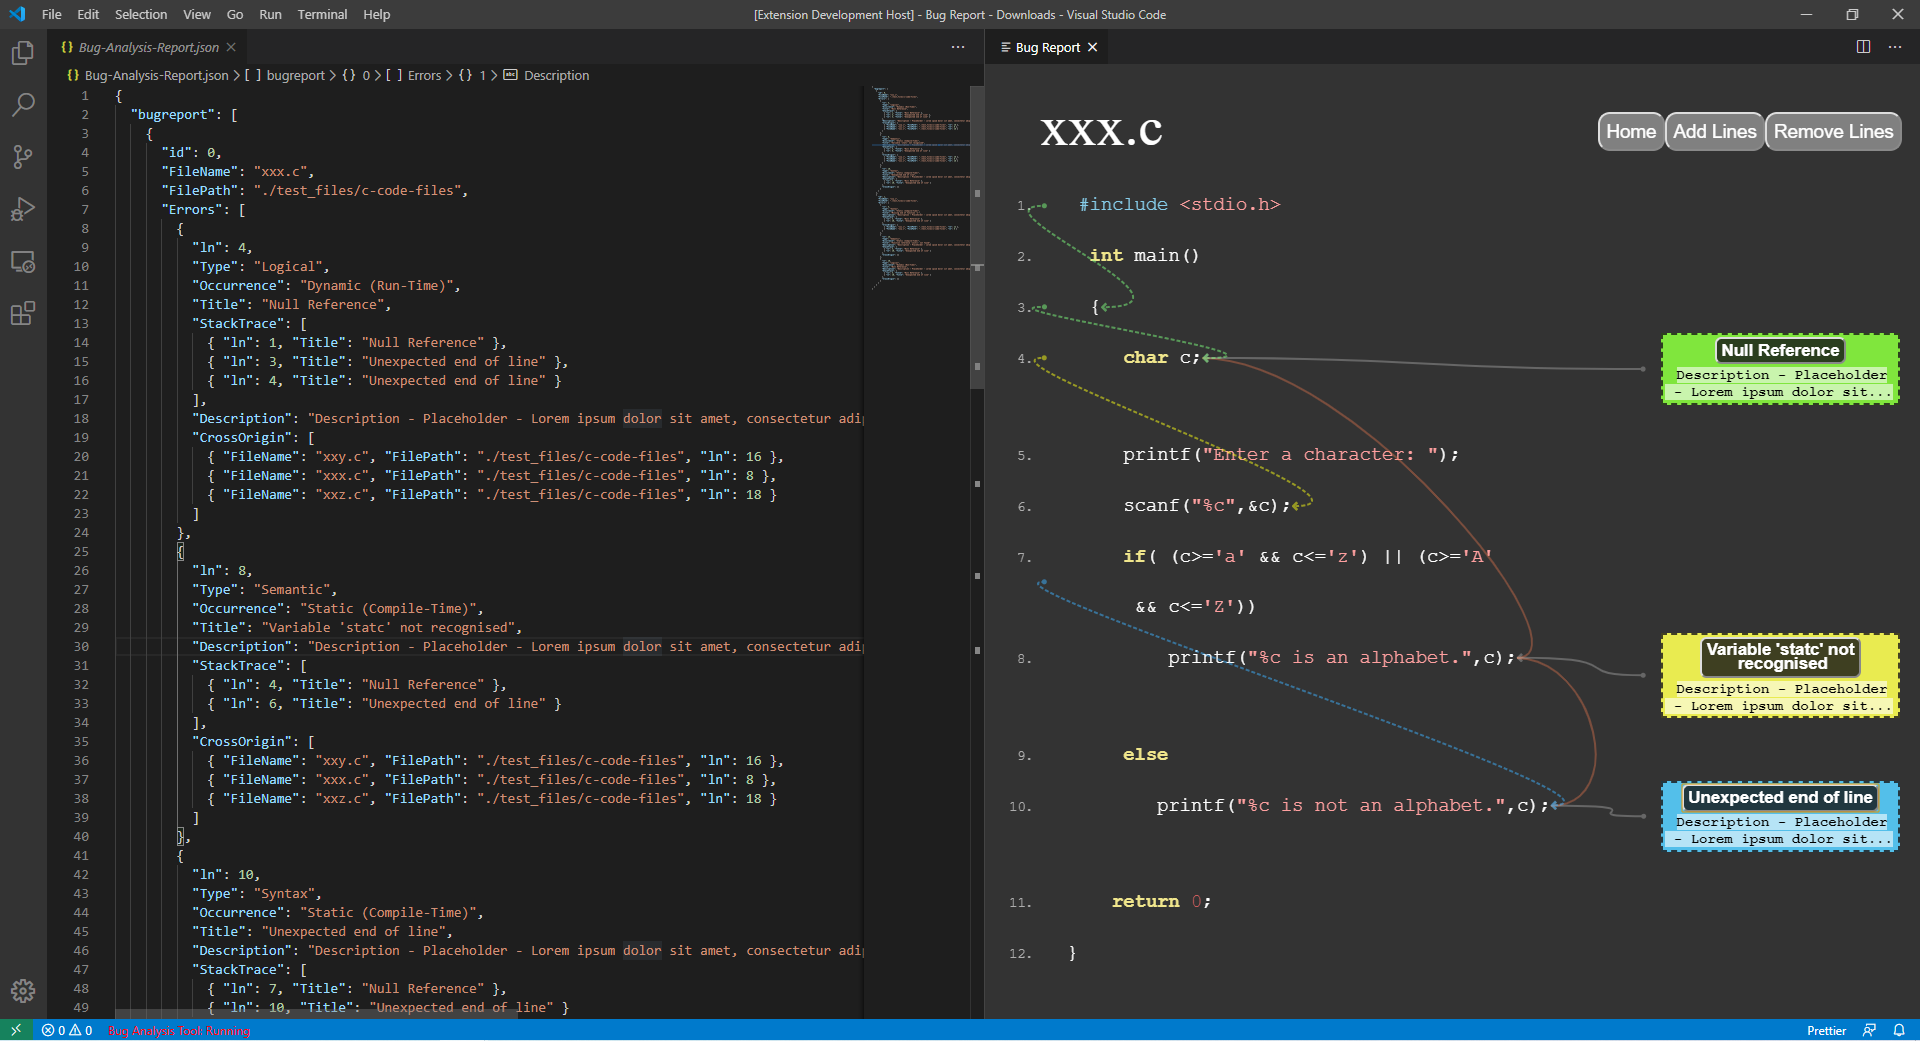 File Edit Selection View Go Run Terminal Help
[Extension Development Host] - Bug Report - Downloads - Visual Studio Code
{} Bug-Analysis-Report.json
{} Bug-Analysis-Report.json > [ ] bugreport > {} 0 > [ ] Errors > {} 1 > abc Description
1 {
2 "bugreport": [
3 {
4 "id": 0,
5 "FileName": "xxx.c",
6 "FilePath": "./test_files/c-code-files",
7 "Errors": [
8 {
9 "ln": 4,
10 "Type": "Logical",
11 "Occurrence": "Dynamic (Run-Time)",
12 "Title": "Null Reference",
13 "StackTrace": [
14 { "ln": 1, "Title": "Null Reference" },
15 { "ln": 3, "Title": "Unexpected end of line" },
16 { "ln": 4, "Title": "Unexpected end of line" }
17 ],
18 "Description": "Description - Placeholder - Lorem ipsum dolor sit amet, consectetur adip
19 "CrossOrigin": [
20 { "FileName": "xxy.c", "FilePath": "./test_files/c-code-files", "ln": 16 },
21 { "FileName": "xxx.c", "FilePath": "./test_files/c-code-files", "ln": 8 },
22 { "FileName": "xxz.c", "FilePath": "./test_files/c-code-files", "ln": 18 }
23 ]
24 },
25 {
26 "ln": 8,
27 "Type": "Semantic",
28 "Occurrence": "Static (Compile-Time)",
29 "Title": "Variable 'statc' not recognised",
30 "Description": "Description - Placeholder - Lorem ipsum dolor sit amet, consectetur adip
31 "StackTrace": [
32 { "ln": 4, "Title": "Null Reference" },
33 { "ln": 6, "Title": "Unexpected end of line" }
34 ],
35 "CrossOrigin": [
36 { "FileName": "xxy.c", "FilePath": "./test_files/c-code-files", "ln": 16 },
37 { "FileName": "xxx.c", "FilePath": "./test_files/c-code-files", "ln": 8 },
38 { "FileName": "xxz.c", "FilePath": "./test_files/c-code-files", "ln": 18 }
39 ]
40 },
41 {
42 "ln": 10,
43 "Type": "Syntax",
44 "Occurrence": "Static (Compile-Time)",
45 "Title": "Unexpected end of line",
46 "Description": "Description - Placeholder - Lorem ipsum dolor sit amet, consectetur adip
47 "StackTrace": [
48 { "ln": 7, "Title": "Null Reference" },
49 { "ln": 10, "Title": "Unexpected end of line" }
Bug Report
xxx.c
Home Add Lines Remove Lines
1. #include <stdio.h>
2. int main()
3. {
4. char c;
5. printf("Enter a character: ");
6. scanf("%c",&c);
7. if( (c>='a' && c<='z') || (c>='A'
&& c<='Z'))
8. printf("%c is an alphabet.",c);
9. else
10. printf("%c is not an alphabet.",c);
11. return 0;
12. }
Null Reference
Description - Placeholder
- Lorem ipsum dolor sit...
Variable 'statc' not
recognised
Description - Placeholder
- Lorem ipsum dolor sit...
Unexpected end of line
Description - Placeholder
- Lorem ipsum dolor sit...
0 0 Bug Analysis Tool: Running
Prettier